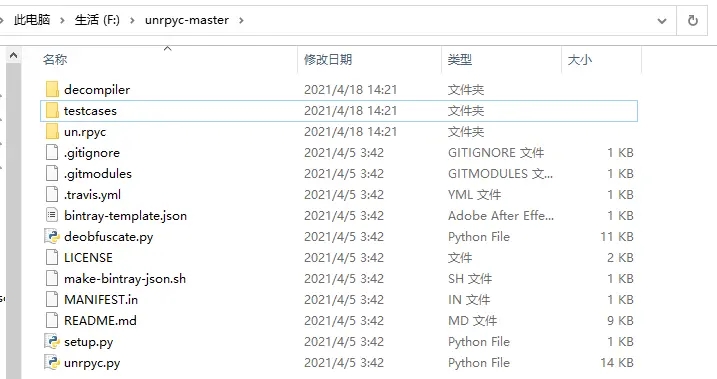 此电脑 › 生活 (F:) › unrpyc-master ›
名称 修改日期 类型 大小
decompiler 2021/4/18 14:21 文件夹
testcases 2021/4/18 14:21 文件夹
un.rpyc 2021/4/18 14:21 文件夹
.gitignore 2021/4/5 3:42 GITIGNORE 文件 1 KB
.gitmodules 2021/4/5 3:42 GITMODULES 文... 1 KB
.travis.yml 2021/4/5 3:42 YML 文件 1 KB
bintray-template.json 2021/4/5 3:42 Adobe After Effe... 1 KB
deobfuscate.py 2021/4/5 3:42 Python File 11 KB
LICENSE 2021/4/5 3:42 文件 2 KB
make-bintray-json.sh 2021/4/5 3:42 SH 文件 1 KB
MANIFEST.in 2021/4/5 3:42 IN 文件 1 KB
README.md 2021/4/5 3:42 MD 文件 9 KB
setup.py 2021/4/5 3:42 Python File 1 KB
unrpyc.py 2021/4/5 3:42 Python File 14 KB